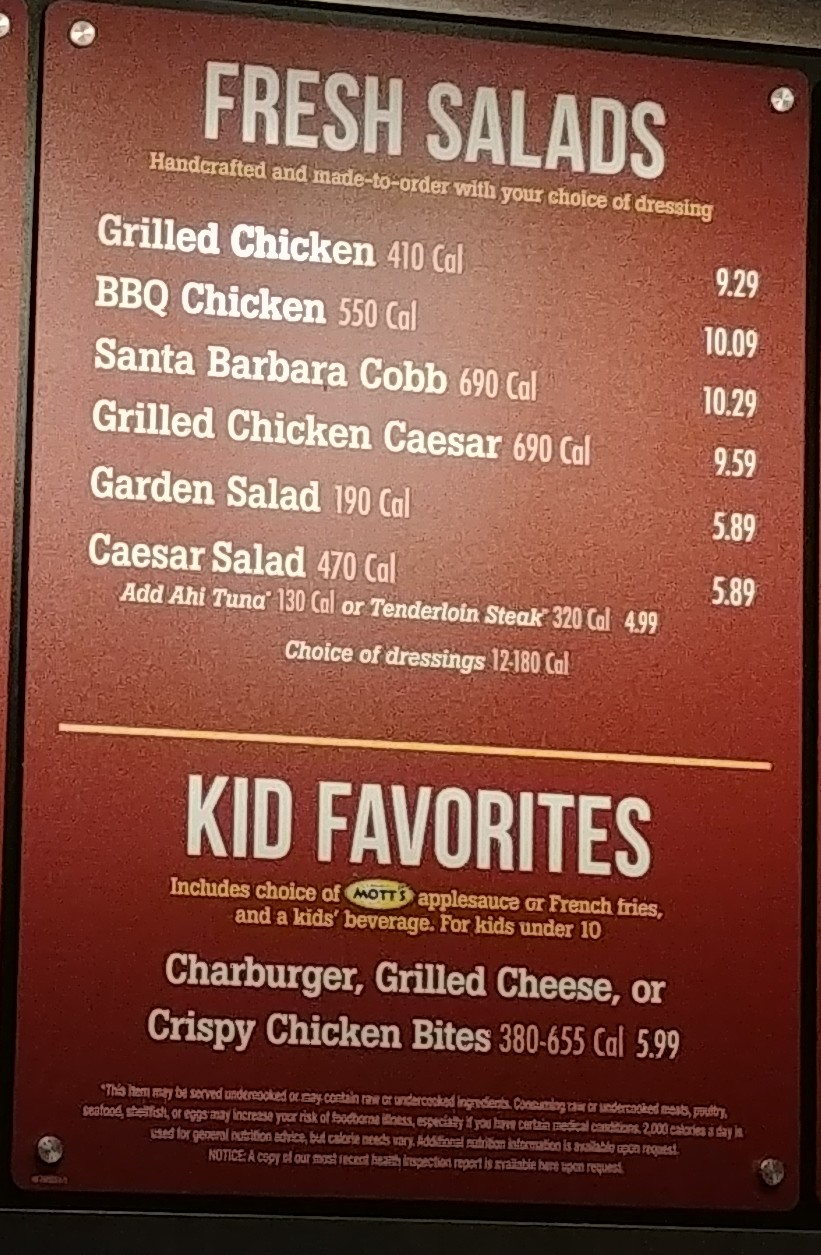 FRESH SALADS
Handcrafted and made-to-order with your choice of dressing
Grilled Chicken 410 Cal 9.29
BBQ Chicken 550 Cal 10.09
Santa Barbara Cobb 690 Cal 10.29
Grilled Chicken Caesar 690 Cal 9.59
Garden Salad 190 Cal 5.89
Caesar Salad 470 Cal 5.89
Add Ahi Tuna* 130 Cal or Tenderloin Steak* 320 Cal 4.99
Choice of dressings 12-180 Cal
KID FAVORITES
Includes choice of MOTT'S applesauce or French fries,
and a kids' beverage. For kids under 10
Charburger, Grilled Cheese, or
Crispy Chicken Bites 380-655 Cal 5.99
*This item may be served undercooked or may contain raw or undercooked ingredients. Consuming raw or undercooked meats, poultry,
seafood, shellfish, or eggs may increase your risk of foodborne illness, especially if you have certain medical conditions. 2,000 calories a day is
used for general nutrition advice, but calorie needs vary. Additional nutrition information is available upon request.
NOTICE: A copy of our most recent health inspection report is available here upon request.